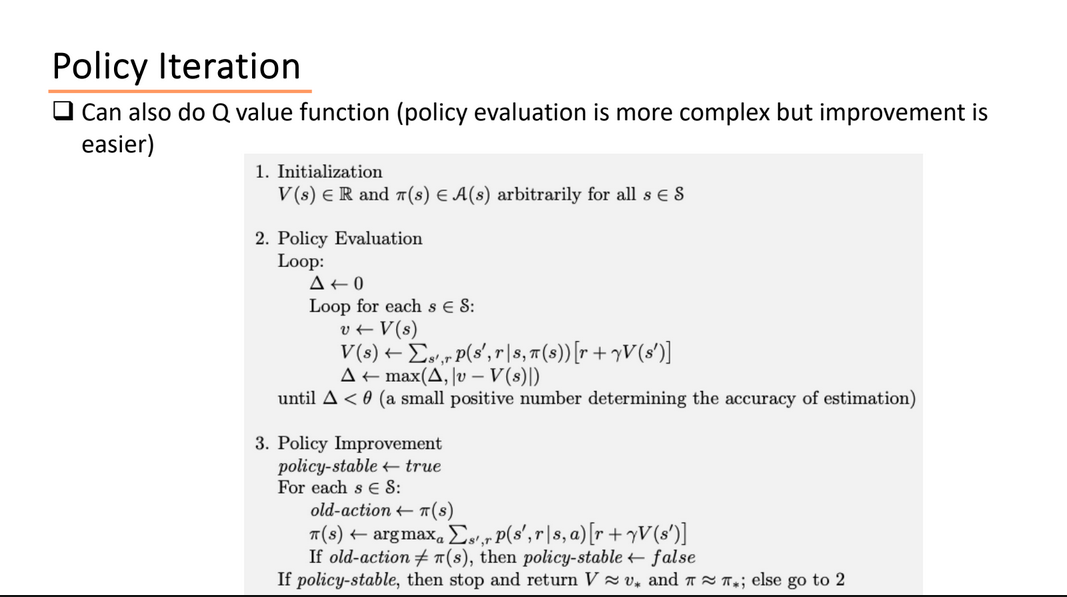 Policy Iteration
❑ Can also do Q value function (policy evaluation is more complex but improvement is
easier)
1. Initialization
V(s) ∈ ℝ and π(s) ∈ 𝒜(s) arbitrarily for all s ∈ 𝒮
2. Policy Evaluation
Loop:
Δ ← 0
Loop for each s ∈ 𝒮:
v ← V(s)
V(s) ← ∑_{s′,r} p(s′,r|s,π(s))[r + γV(s′)]
Δ ← max(Δ, |v − V(s)|)
until Δ < θ (a small positive number determining the accuracy of estimation)
3. Policy Improvement
policy-stable ← true
For each s ∈ 𝒮:
old-action ← π(s)
π(s) ← argmax_a ∑_{s′,r} p(s′,r|s,a)[r + γV(s′)]
If old-action ≠ π(s), then policy-stable ← false
If policy-stable, then stop and return V ≈ v_* and π ≈ π_*; else go to 2